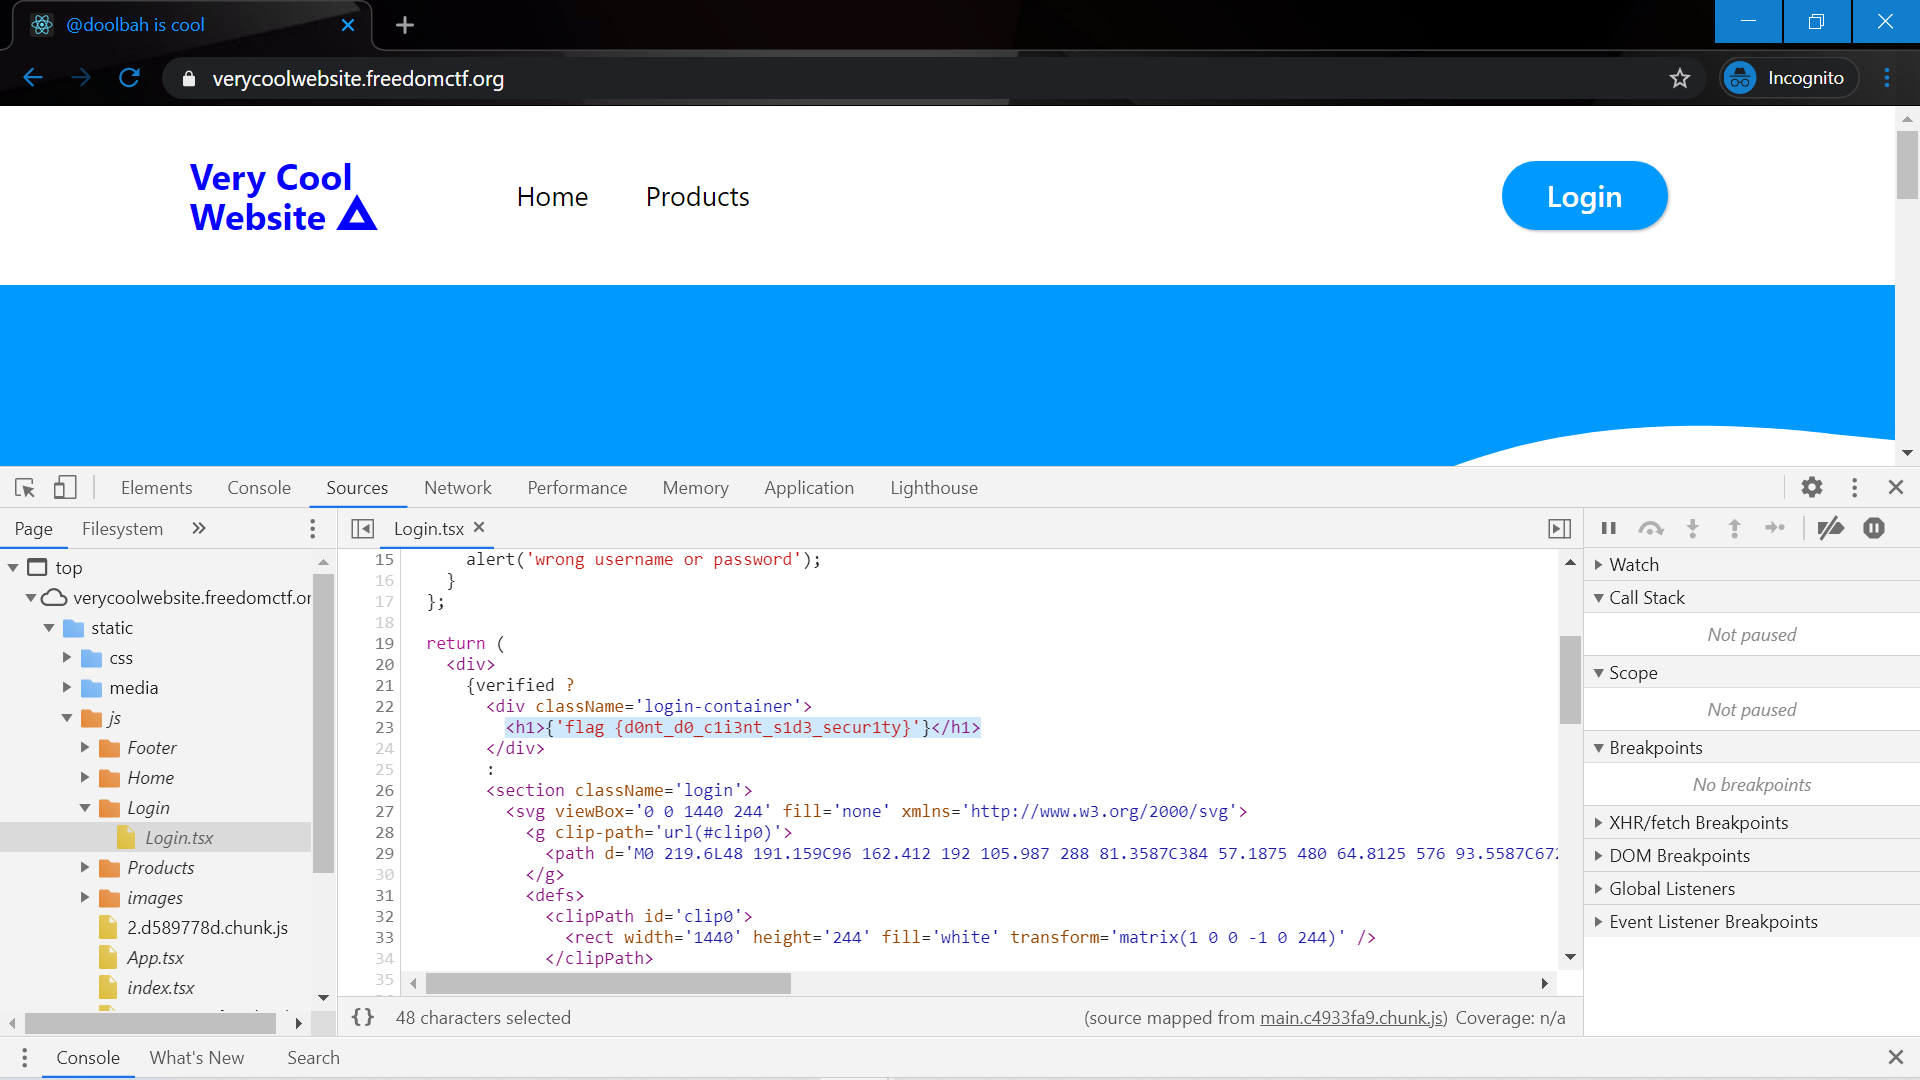 @doolbah is cool
verycoolwebsite.freedomctf.org
Incognito
Very Cool
Website
Home
Products
Login
Elements
Console
Sources
Network
Performance
Memory
Application
Lighthouse
Page
Filesystem
Login.tsx
top
verycoolwebsite.freedomctf.or
static
css
media
js
Footer
Home
Login
Login.tsx
Products
images
2.d589778d.chunk.js
App.tsx
index.tsx
15 alert('wrong username or password');
16 }
17 };
18
19 return (
20 <div>
21 {verified ?
22 <div className='login-container'>
23 <h1>{'flag {d0nt_d0_c1i3nt_s1d3_secur1ty}'}</h1>
24 </div>
25 :
26 <section className='login'>
27 <svg viewBox='0 0 1440 244' fill='none' xmlns='http://www.w3.org/2000/svg'>
28 <g clip-path='url(#clip0)'>
29 <path d='M0 219.6L48 191.159C96 162.412 192 105.987 288 81.3587C384 57.1875 480 64.8125 576 93.5587C672
30 </g>
31 <defs>
32 <clipPath id='clip0'>
33 <rect width='1440' height='244' fill='white' transform='matrix(1 0 0 -1 0 244)' />
34 </clipPath>
35
{} 48 characters selected
(source mapped from main.c4933fa9.chunk.js) Coverage: n/a
Watch
Call Stack
Not paused
Scope
Not paused
Breakpoints
No breakpoints
XHR/fetch Breakpoints
DOM Breakpoints
Global Listeners
Event Listener Breakpoints
Console
What's New
Search